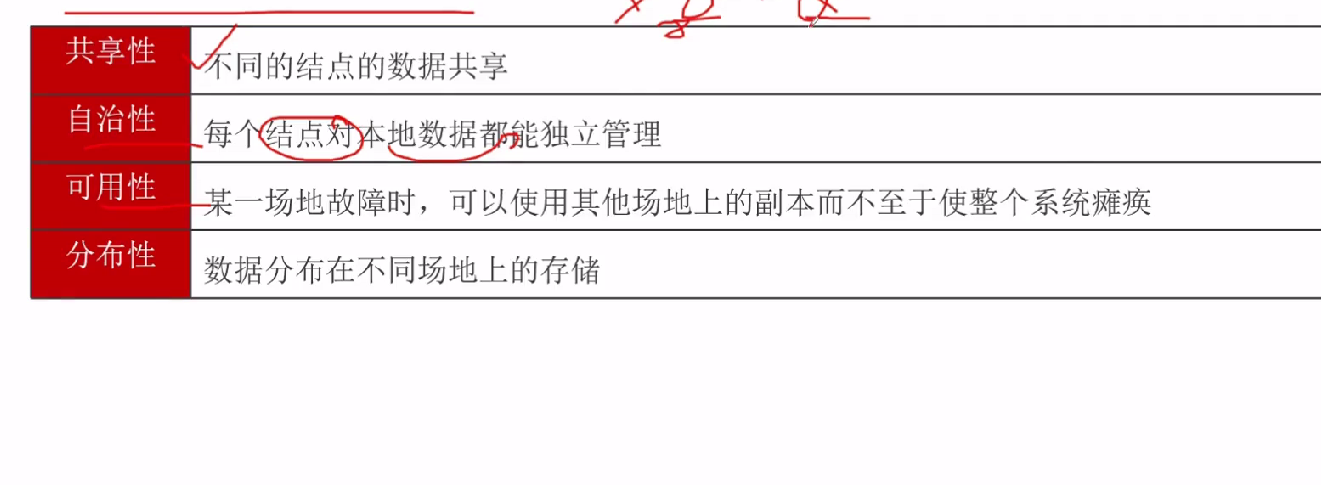 共享性 不同的结点的数据共享
自治性 每个结点对本地数据都能独立管理
可用性 某一场地故障时，可以使用其他场地上的副本而不至于使整个系统瘫痪
分布性 数据分布在不同场地上的存储